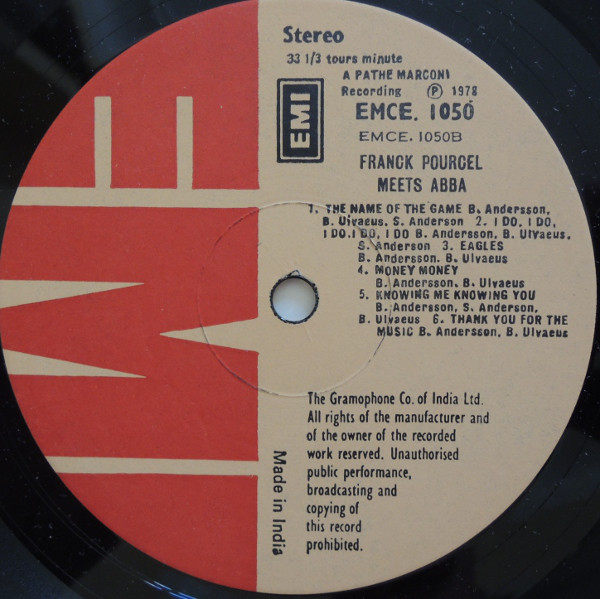 Stereo
33 1/3 tours minute
A PATHE MARCONI
Recording Ⓟ 1978
EMI
EMCE. 1050
EMCE. 1050B
FRANCK POURCEL
MEETS ABBA
1. THE NAME OF THE GAME B. Andersson,
B. Ulvaeus, S. Anderson 2. I DO, I DO,
I DO.I DO, I DO B. Andersson, B. Ulvaeus.
S. Anderson 3. EAGLES
B. Andersson. B. Ulvaeus
4. MONEY MONEY
B. Andersson, B. Ulvaeus
5. KNOWING ME KNOWING YOU
B. Andersson, S. Anderson,
B. Ulvaeus 6. THANK YOU FOR THE
MUSIC B. Andersson, B. Ulvaeus
The Gramophone Co. of India Ltd.
All rights of the manufacturer and
of the owner of the recorded
work reserved. Unauthorised
public performance,
broadcasting and
copying of
this record
prohibited.
Made in India
EMI